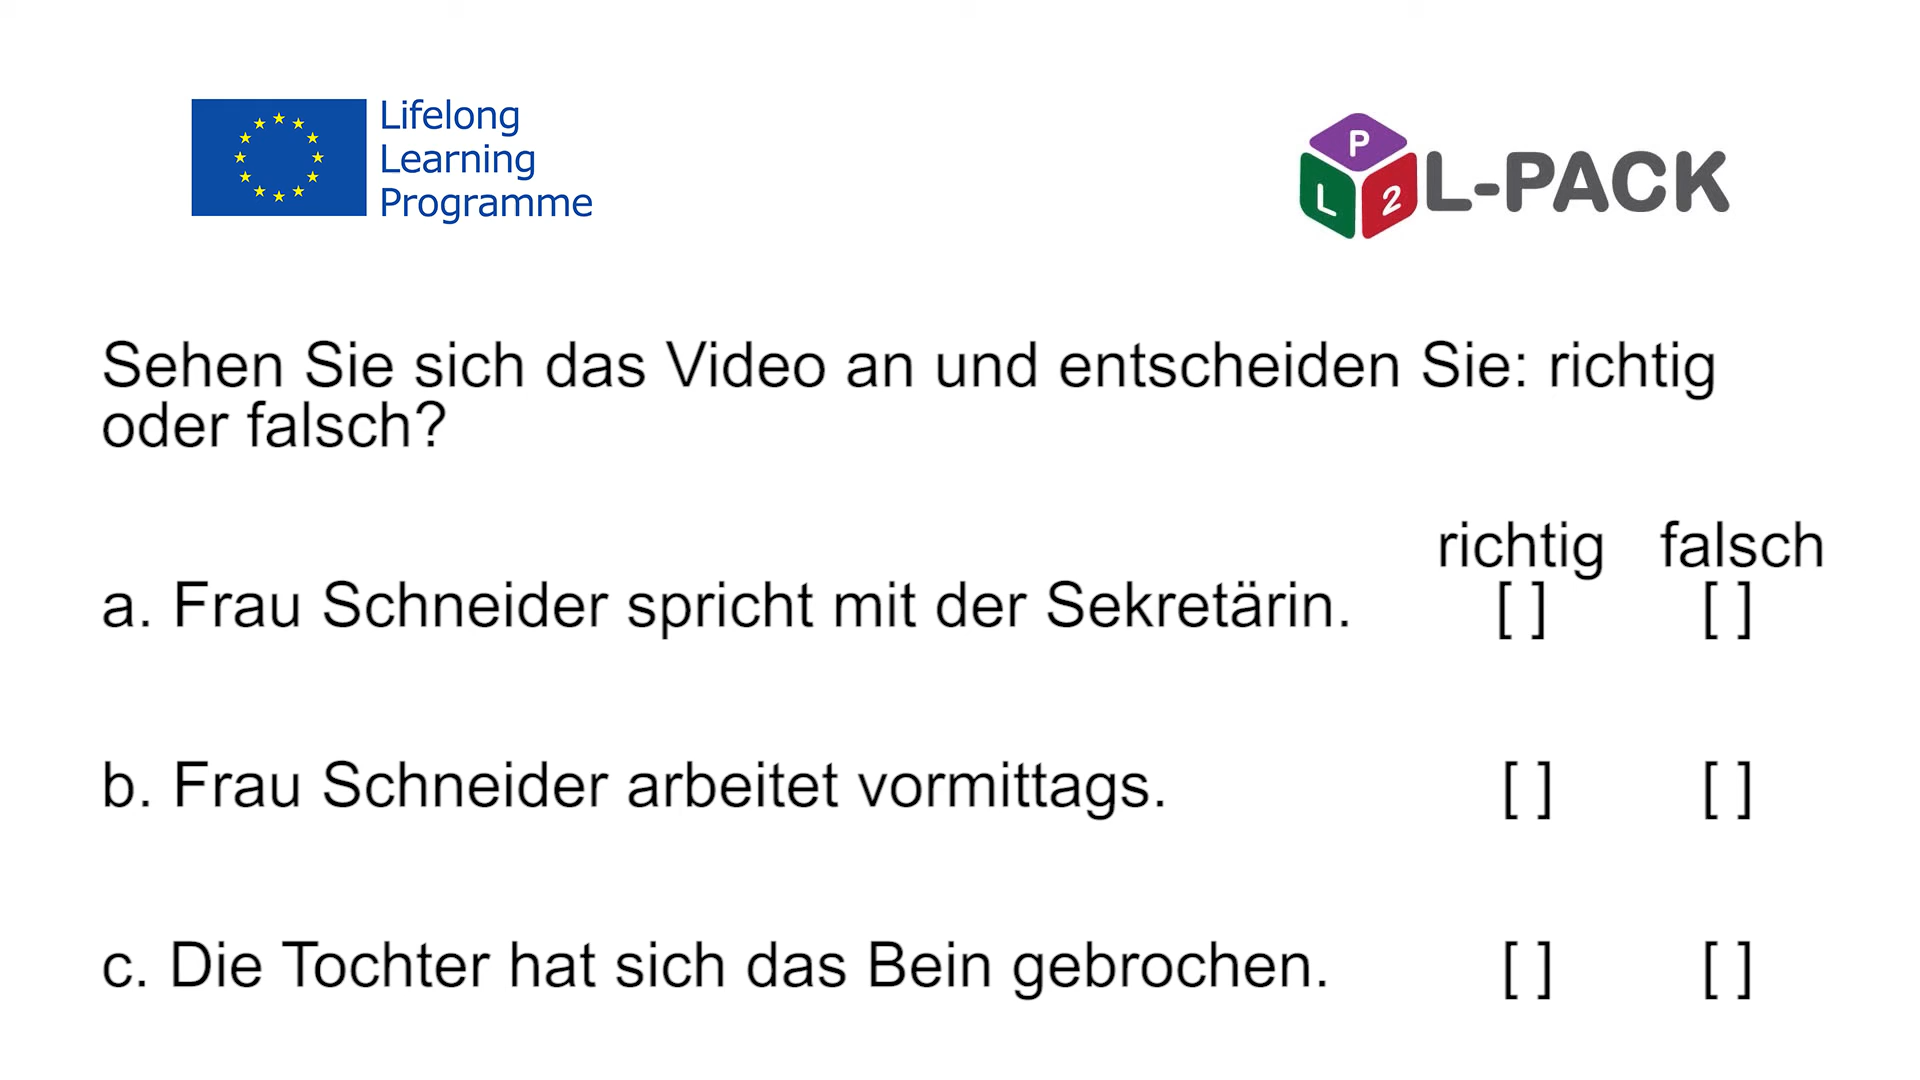 Lifelong
Learning
Programme
P
L
2
L-PACK
Sehen Sie sich das Video an und entscheiden Sie: richtig
oder falsch?
richtig falsch
a. Frau Schneider spricht mit der Sekretärin. [ ] [ ]
b. Frau Schneider arbeitet vormittags. [ ] [ ]
c. Die Tochter hat sich das Bein gebrochen. [ ] [ ]